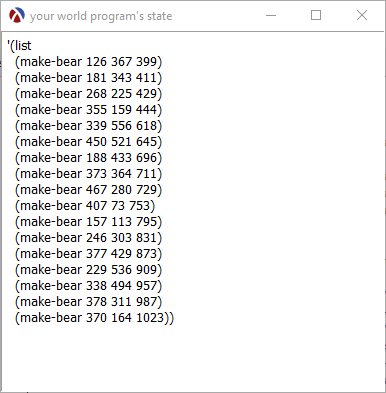 your world program's state
'(list
(make-bear 126 367 399)
(make-bear 181 343 411)
(make-bear 268 225 429)
(make-bear 355 159 444)
(make-bear 339 556 618)
(make-bear 450 521 645)
(make-bear 188 433 696)
(make-bear 373 364 711)
(make-bear 467 280 729)
(make-bear 407 73 753)
(make-bear 157 113 795)
(make-bear 246 303 831)
(make-bear 377 429 873)
(make-bear 229 536 909)
(make-bear 338 494 957)
(make-bear 378 311 987)
(make-bear 370 164 1023))